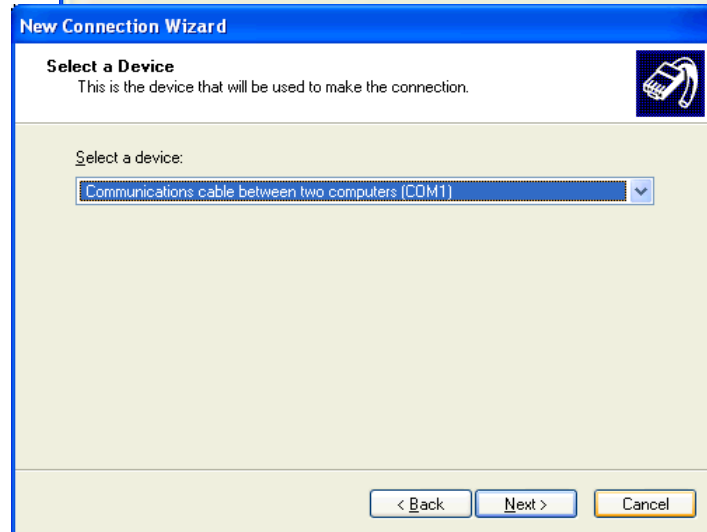 New Connection Wizard
Select a Device
This is the device that will be used to make the connection.
Select a device:
Communications cable between two computers (COM1)
< Back
Next >
Cancel